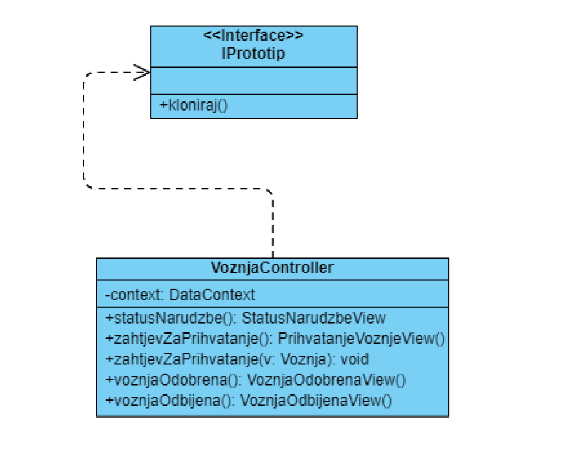 <<Interface>>
IPrototip
+kloniraj()
VoznjaController
-context: DataContext
+statusNarudzbe(): StatusNarudzbeView
+zahtjevZaPrihvatanje(): PrihvatanjeVoznjeView()
+zahtjevZaPrihvatanje(v: Voznja): void
+voznjaOdobrena(): VoznjaOdobrenaView()
+voznjaOdbijena(): VoznjaOdbijenaView()